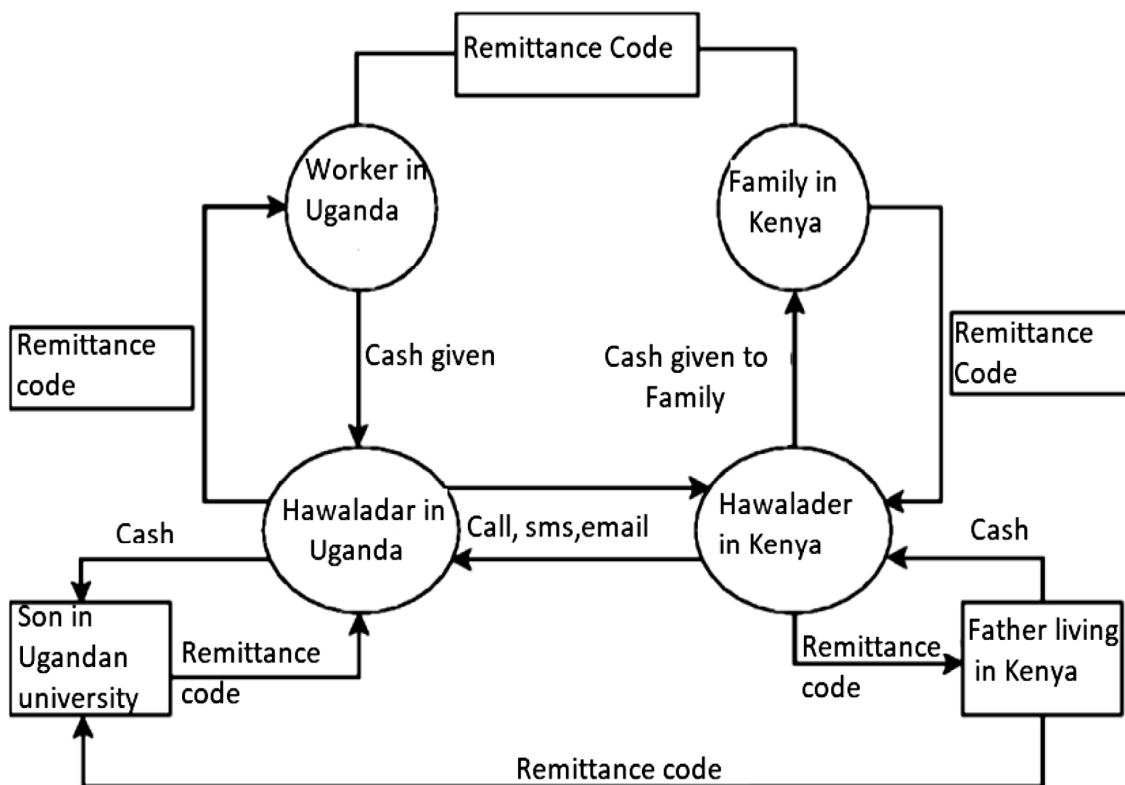 Remittance Code
Worker in
Uganda
Family in
Kenya
Remittance
code
Cash given
Cash given to
Family
Remittance
Code
Hawaladar in
Uganda
Call, sms,email
Hawalader
in Kenya
Cash
Cash
Son in
Ugandan
university
Remittance
code
Remittance
code
Father living
in Kenya
Remittance code